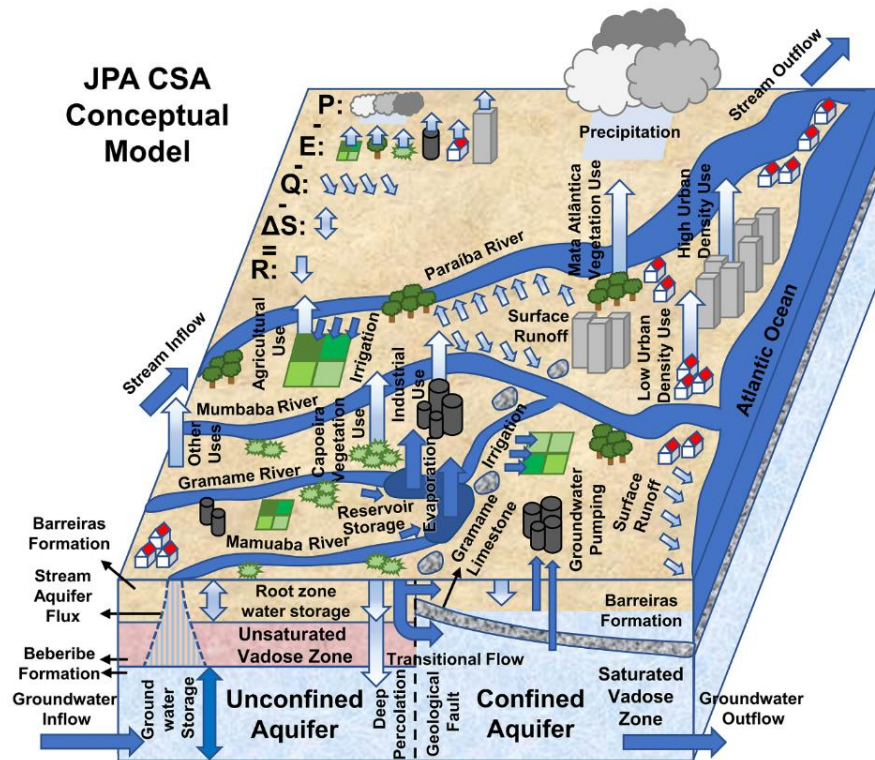 JPA CSA
Conceptual
Model
P:
-
E:
-
Q:
-
ΔS:
=
R:
Precipitation
Stream Outflow
Mata Atlântica
Vegetation Use
High Urban
Density Use
Paraíba River
Stream Inflow
Agricultural
Use
Irrigation
Surface
Runoff
Low Urban
Density Use
Atlantic Ocean
Mumbaba River
Other
Uses
Capoeira
Vegetation
Use
Industrial
Use
Gramame River
Reservoir
Storage
Evaporation
Irrigation
Gramame
Limestone
Groundwater
Pumping
Surface
Runoff
Mamuaba River
Barreiras
Formation
Stream
Aquifer
Flux
Beberibe
Formation
Groundwater
Inflow
Root zone
water storage
Unsaturated
Vadose Zone
Transitional Flow
Barreiras
Formation
Ground
water
Storage
Unconfined
Aquifer
Deep
Percolation
Geological
Fault
Confined
Aquifer
Saturated
Vadose
Zone
Groundwater
Outflow